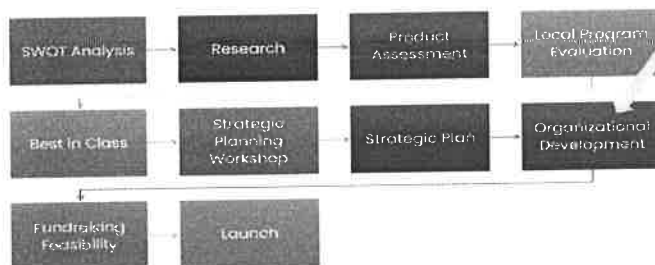 SWOT Analysis
Research
Product
Assessment
Local Program
Evaluation
Best in Class
Strategic
Planning
Workshop
Strategic Plan
Organizational
Development
Fundraising
Feasibility
Launch